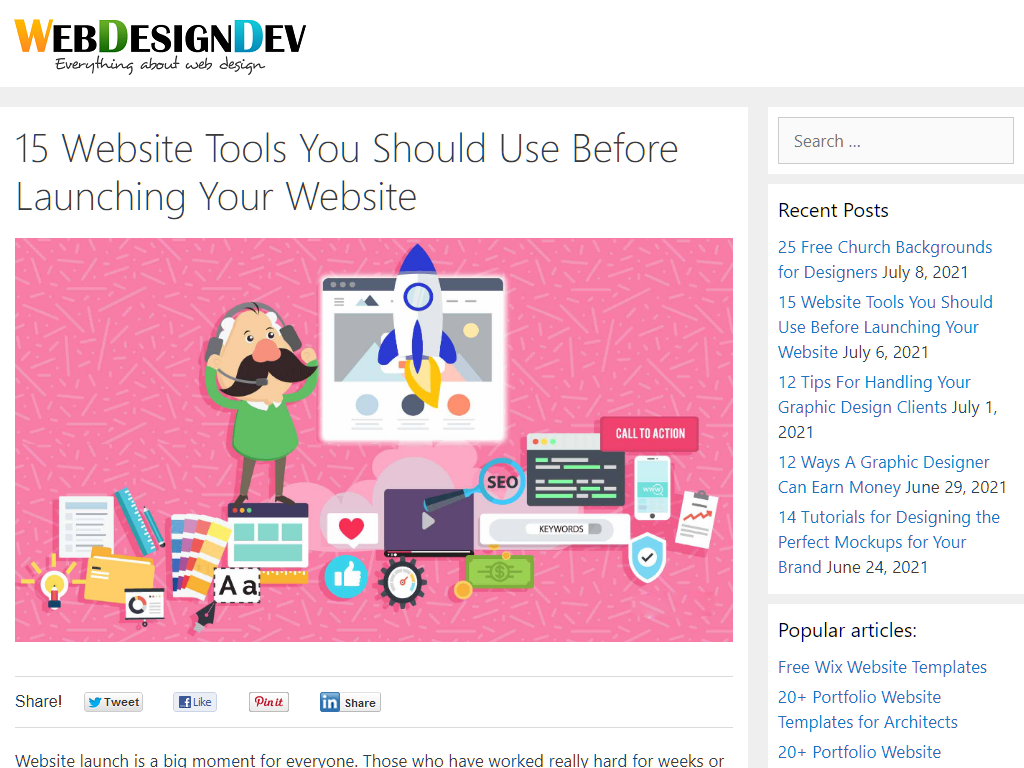 WEBDESIGNDEV
Everything about web design
15 Website Tools You Should Use Before
Launching Your Website
CALL TO ACTION
SEO
WWW
KEYWORDS
Aa
Share!
Tweet
Like
Pin it
in Share
Website launch is a big moment for everyone. Those who have worked really hard for weeks or
Search ...
Recent Posts
25 Free Church Backgrounds
for Designers July 8, 2021
15 Website Tools You Should
Use Before Launching Your
Website July 6, 2021
12 Tips For Handling Your
Graphic Design Clients July 1,
2021
12 Ways A Graphic Designer
Can Earn Money June 29, 2021
14 Tutorials for Designing the
Perfect Mockups for Your
Brand June 24, 2021
Popular articles:
Free Wix Website Templates
20+ Portfolio Website
Templates for Architects
20+ Portfolio Website